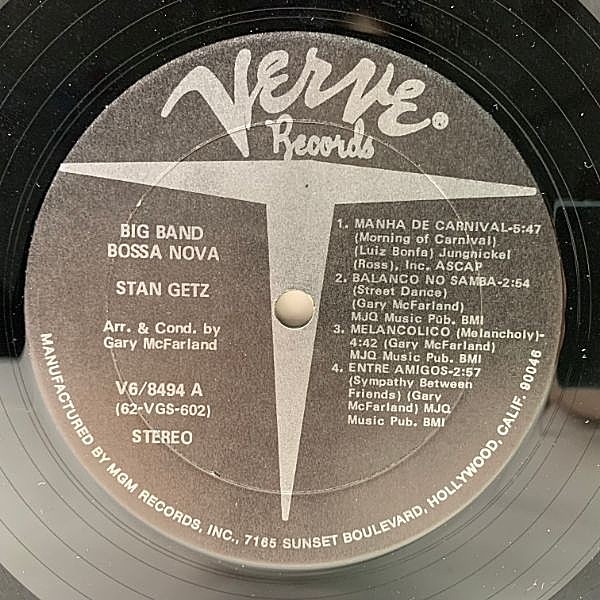 VERVE®
Records
BIG BAND
BOSSA NOVA
STAN GETZ
Arr. & Cond. by
Gary McFarland
V6/8494 A
(62-VGS-602)
STEREO
1. MANHA DE CARNIVAL-5:47
(Morning of Carnival)
(Luiz Bonfa) Jungnickel
(Ross), Inc. ASCAP
2. BALANCO NO SAMBA-2:54
(Street Dance)
(Gary McFarland)
MJQ Music Pub. BMI
3. MELANCOLICO (Melancholy)-
4:42 (Gary McFarland)
MJQ Music Pub. BMI
4. ENTRE AMIGOS-2:57
(Sympathy Between
Friends) (Gary
McFarland) MJQ
Music Pub. BMI
MANUFACTURED BY MGM RECORDS, INC., 7165 SUNSET BOULEVARD, HOLLYWOOD, CALIF. 90046